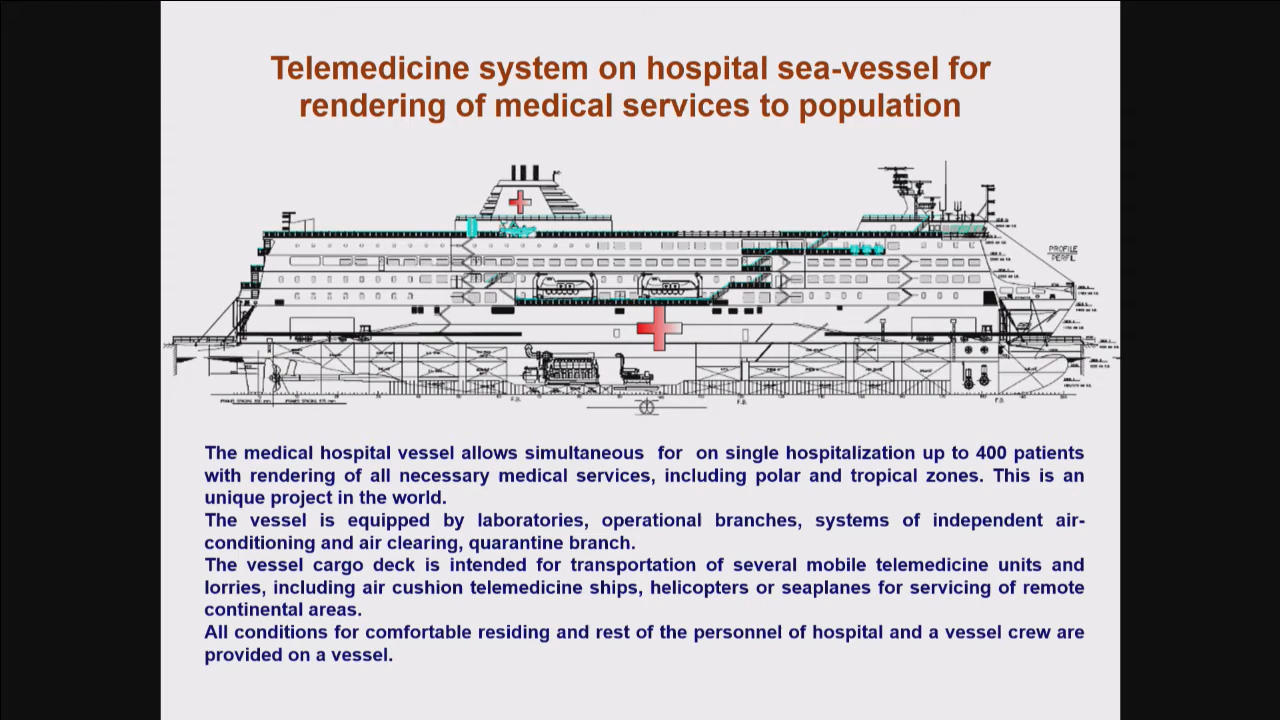 Telemedicine system on hospital sea-vessel for
rendering of medical services to population
PROFILE
PERFIL
F.B.
F.B.
The medical hospital vessel allows simultaneous for on single hospitalization up to 400 patients
with rendering of all necessary medical services, including polar and tropical zones. This is an
unique project in the world.
The vessel is equipped by laboratories, operational branches, systems of independent air-
conditioning and air clearing, quarantine branch.
The vessel cargo deck is intended for transportation of several mobile telemedicine units and
lorries, including air cushion telemedicine ships, helicopters or seaplanes for servicing of remote
continental areas.
All conditions for comfortable residing and rest of the personnel of hospital and a vessel crew are
provided on a vessel.